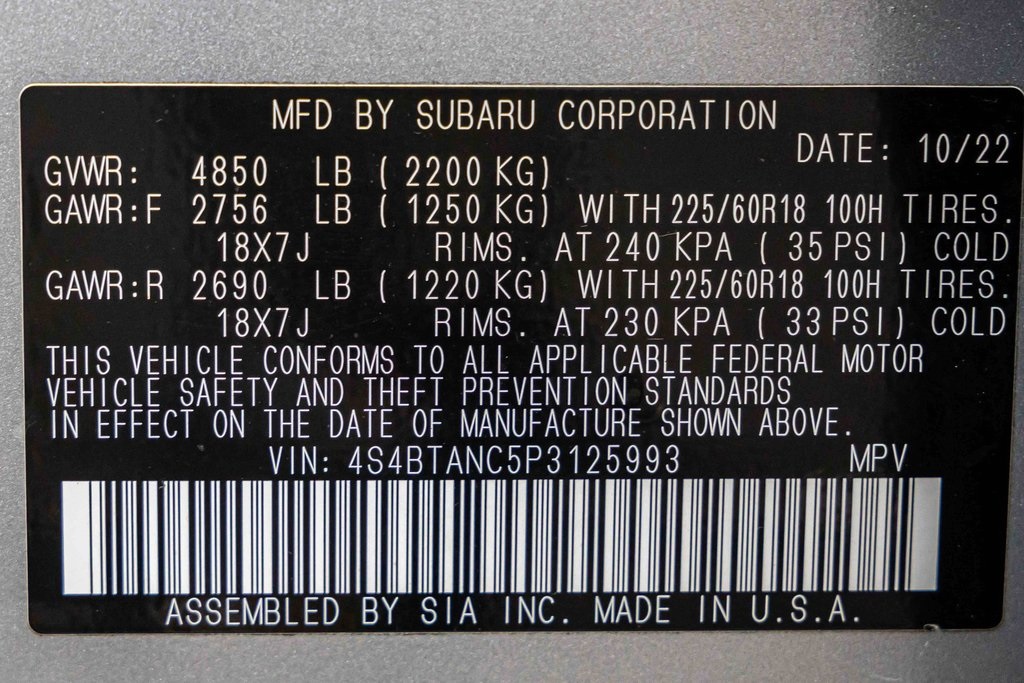 MFD BY SUBARU CORPORATION
DATE: 10/22
GVWR: 4850 LB ( 2200 KG)
GAWR:F 2756 LB ( 1250 KG) WITH 225/60R18 100H TIRES.
18X7J RIMS. AT 240 KPA ( 35 PSI) COLD
GAWR:R 2690 LB ( 1220 KG) WITH 225/60R18 100H TIRES.
18X7J RIMS. AT 230 KPA ( 33 PSI) COLD
THIS VEHICLE CONFORMS TO ALL APPLICABLE FEDERAL MOTOR
VEHICLE SAFETY AND THEFT PREVENTION STANDARDS
IN EFFECT ON THE DATE OF MANUFACTURE SHOWN ABOVE.
VIN: 4S4BTANC5P3125993 MPV
ASSEMBLED BY SIA INC. MADE IN U.S.A.